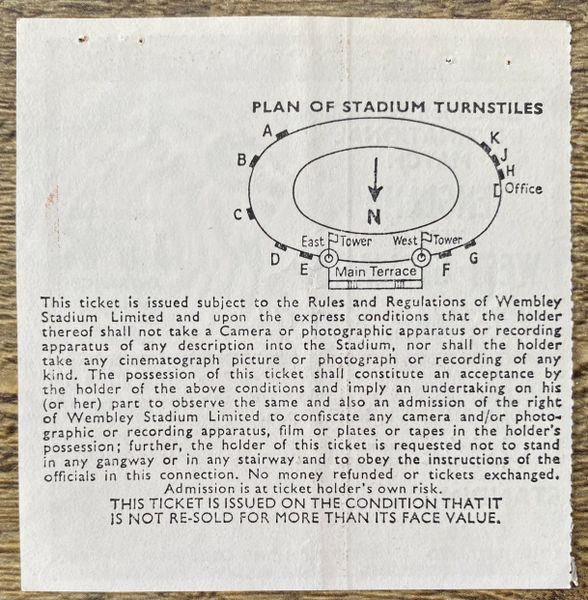 PLAN OF STADIUM TURNSTILES
A
B
C
D
E
F
G
H
J
K
Office
N
East Tower
West Tower
Main Terrace
This ticket is issued subject to the Rules and Regulations of Wembley
Stadium Limited and upon the express conditions that the holder
thereof shall not take a Camera or photographic apparatus or recording
apparatus of any description into the Stadium, nor shall the holder
take any cinematograph picture or photograph or recording of any
kind. The possession of this ticket shall constitute an acceptance by
the holder of the above conditions and imply an undertaking on his
(or her) part to observe the same and also an admission of the right
of Wembley Stadium Limited to confiscate any camera and/or photo-
graphic or recording apparatus, film or plates or tapes in the holder's
possession; further, the holder of this ticket is requested not to stand
in any gangway or in any stairway and to obey the instructions of the
officials in this connection. No money refunded or tickets exchanged.
Admission is at ticket holder's own risk.
THIS TICKET IS ISSUED ON THE CONDITION THAT IT
IS NOT RE-SOLD FOR MORE THAN ITS FACE VALUE.